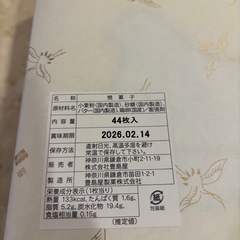 名称 焼菓子
原材料名 小麦粉(国内製造)、砂糖(国内製造)、
バター(国内製造)、鶏卵(国産)/膨張剤
内容量 44枚入
賞味期限 2026.02.14
保存方法 直射日光、高温多湿を避け
常温で保存して下さい。
販売者 神奈川県鎌倉市小町2-11-19
株式会社豊島屋
製造所 神奈川県鎌倉市笛田1-2-1
豊島屋製菓株式会社
栄養成分表示(1枚当り)
熱量 133kcal、たんぱく質 1.6g、
脂質 5.2g、炭水化物 19.4g、
食塩相当量 0.15g
(推定値)
紙
包装紙